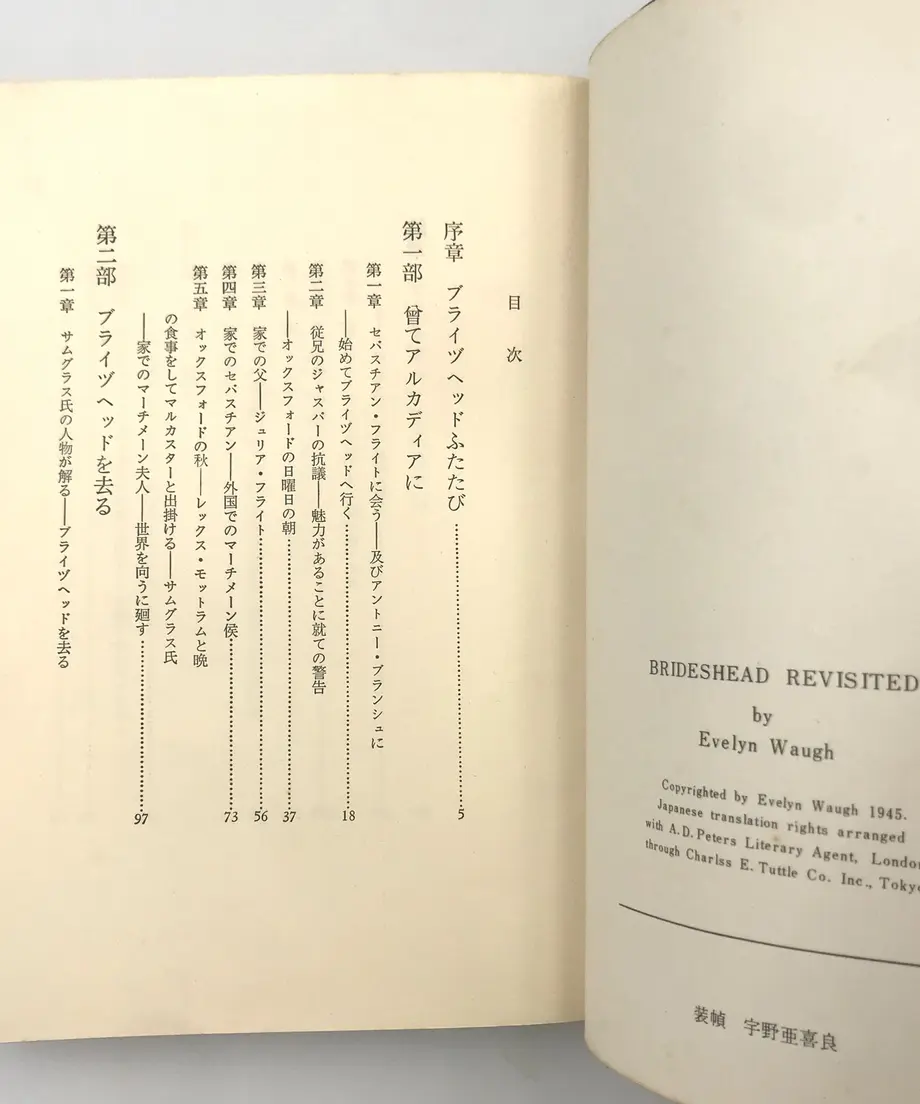 BRIDESHEAD REVISITED
by
Evelyn Waugh
Copyrighted by Evelyn Waugh 1945.
Japanese translation rights arranged
with A.D. Peters Literary Agent, London
through Charlss E. Tuttle Co. Inc., Tokyo
装幀 宇野亜喜良
目次
序章 ブライヅヘッドふたたび……5
第一部 曾てアルカディアに
第一章 セバスチアン・フライトに会う――及びアントニー・ブランシュに
――始めてブライヅヘッドへ行く……18
第二章 従兄のジャスパーの抗議――魅力があることに就ての警告
――オックスフォードの日曜日の朝……37
第三章 家での父――ジュリア・フライト……56
第四章 家でのセバスチアン――外国でのマーチメーン侯……73
第五章 オックスフォードの秋――レックス・モットラムと晩
の食事をしてマルカスターと出掛ける――サムグラス氏
――家でのマーチメーン夫人――世界を向うに廻す……97
第二部 ブライヅヘッドを去る
第一章 サムグラス氏の人物が解る――ブライヅヘッドを去る